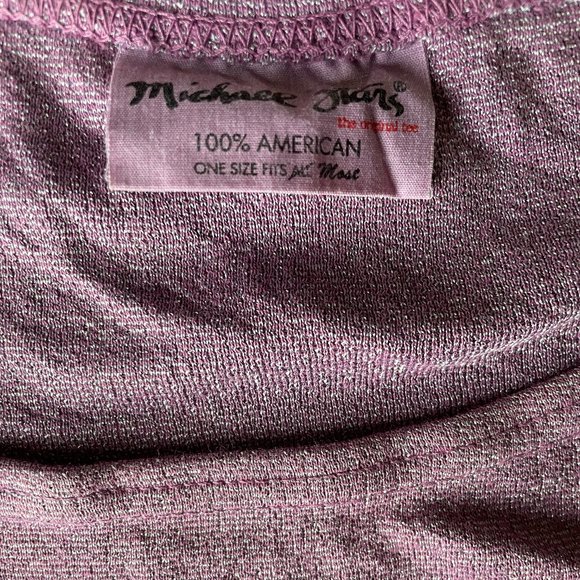 Michael Stars®
the original tee
100% AMERICAN
ONE SIZE FITS ALL Most